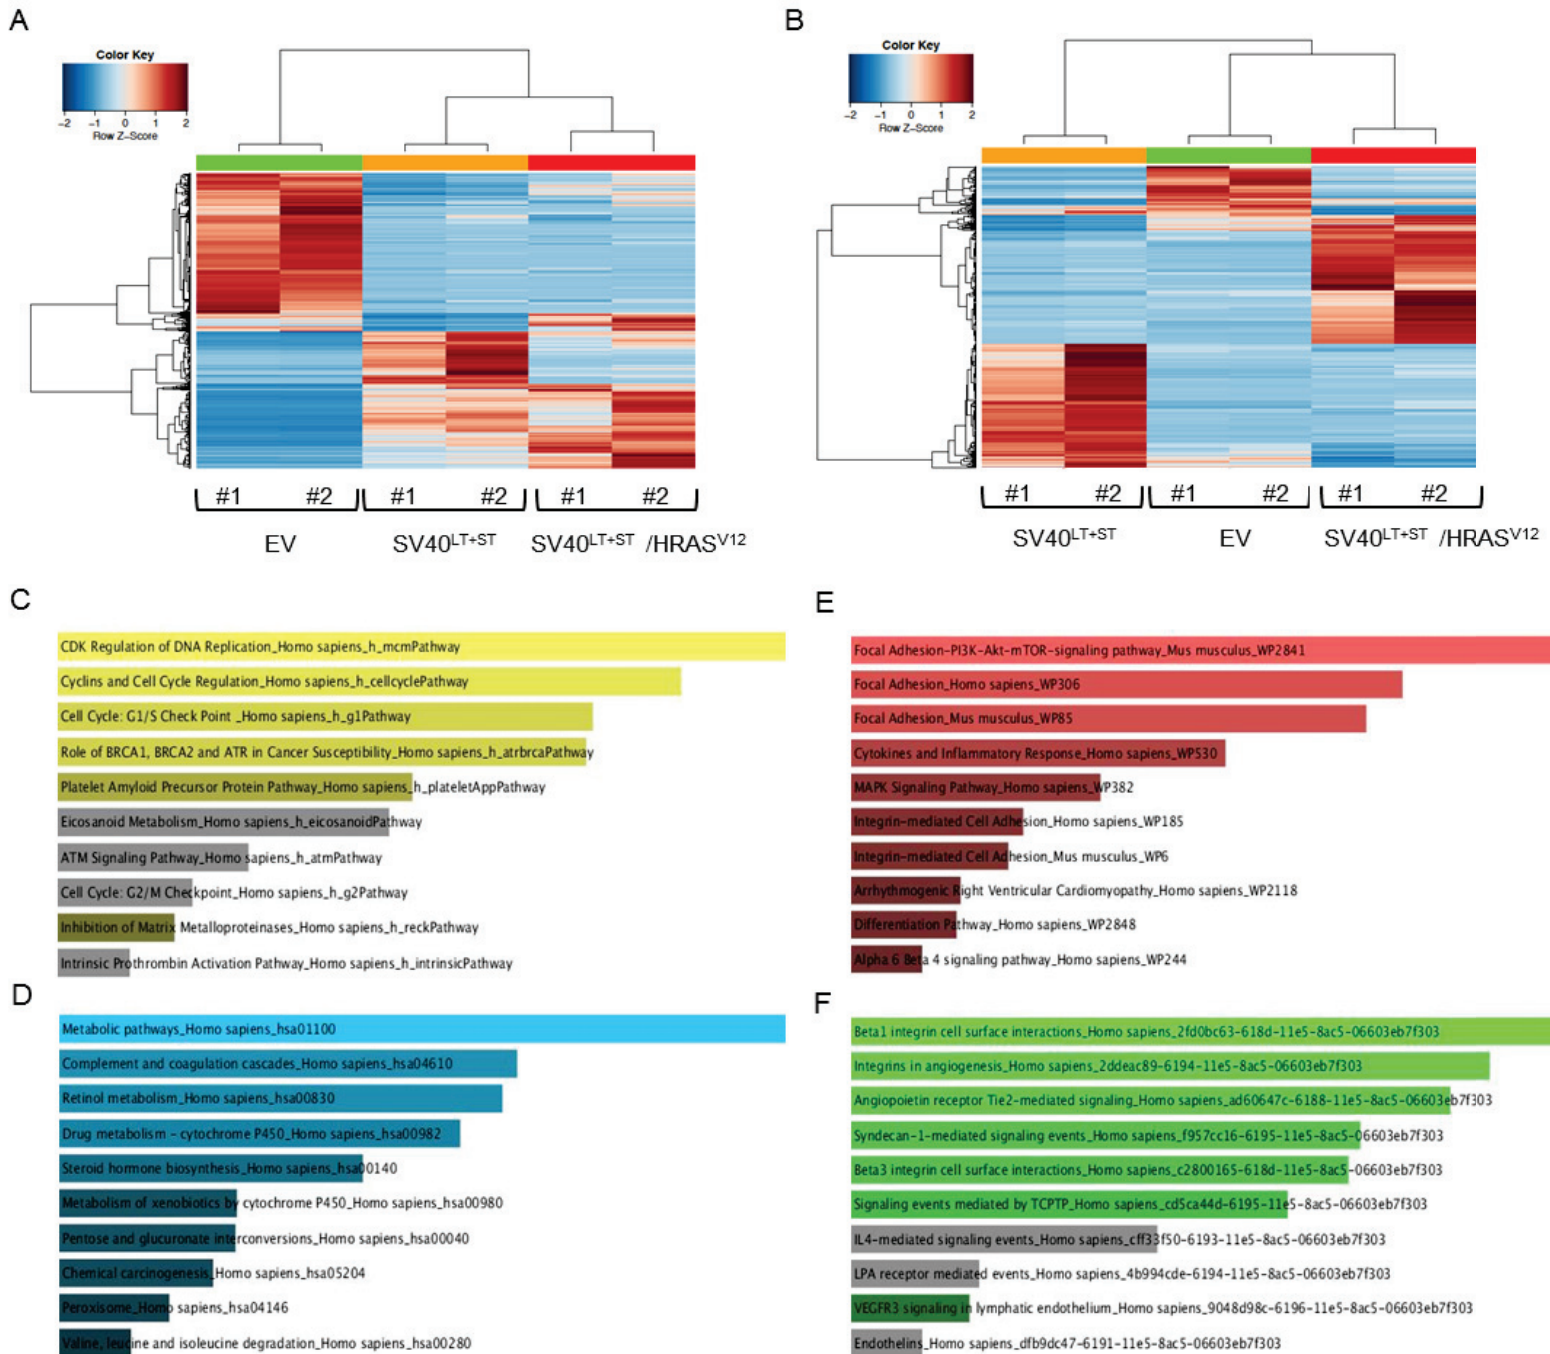 A
Color Key
-2 -1 0 1 2
Row Z-Score
#1 #2 #1 #2 #1 #2
EV SV40LT+ST SV40LT+ST /HRASV12
B
Color Key
-2 -1 0 1 2
Row Z-Score
#1 #2 #1 #2 #1 #2
SV40LT+ST EV SV40LT+ST /HRASV12
C
CDK Regulation of DNA Replication_Homo sapiens_h_mcmPathway
Cyclins and Cell Cycle Regulation_Homo sapiens_h_cellcyclePathway
Cell Cycle: G1/S Check Point _Homo sapiens_h_g1Pathway
Role of BRCA1, BRCA2 and ATR in Cancer Susceptibility_Homo sapiens_h_atrbrcaPathway
Platelet Amyloid Precursor Protein Pathway_Homo sapiens_h_plateletAppPathway
Eicosanoid Metabolism_Homo sapiens_h_eicosanoidPathway
ATM Signaling Pathway_Homo sapiens_h_atmPathway
Cell Cycle: G2/M Checkpoint_Homo sapiens_h_g2Pathway
Inhibition of Matrix Metalloproteinases_Homo sapiens_h_reckPathway
Intrinsic Prothrombin Activation Pathway_Homo sapiens_h_intrinsicPathway
D
Metabolic pathways_Homo sapiens_hsa01100
Complement and coagulation cascades_Homo sapiens_hsa04610
Retinol metabolism_Homo sapiens_hsa00830
Drug metabolism - cytochrome P450_Homo sapiens_hsa00982
Steroid hormone biosynthesis_Homo sapiens_hsa00140
Metabolism of xenobiotics by cytochrome P450_Homo sapiens_hsa00980
Pentose and glucuronate interconversions_Homo sapiens_hsa00040
Chemical carcinogenesis_Homo sapiens_hsa05204
Peroxisome_Homo sapiens_hsa04146
Valine, leucine and isoleucine degradation_Homo sapiens_hsa00280
E
Focal Adhesion-PI3K-Akt-mTOR-signaling pathway_Mus musculus_WP2841
Focal Adhesion_Homo sapiens_WP306
Focal Adhesion_Mus musculus_WP85
Cytokines and Inflammatory Response_Homo sapiens_WP530
MAPK Signaling Pathway_Homo sapiens_WP382
Integrin-mediated Cell Adhesion_Homo sapiens_WP185
Integrin-mediated Cell Adhesion_Mus musculus_WP6
Arrhythmogenic Right Ventricular Cardiomyopathy_Homo sapiens_WP2118
Differentiation Pathway_Homo sapiens_WP2848
Alpha 6 Beta 4 signaling pathway_Homo sapiens_WP244
F
Beta1 integrin cell surface interactions_Homo sapiens_2fd0bc63-618d-11e5-8ac5-06603eb7f303
Integrins in angiogenesis_Homo sapiens_2ddeac89-6194-11e5-8ac5-06603eb7f303
Angiopoietin receptor Tie2-mediated signaling_Homo sapiens_ad60647c-6188-11e5-8ac5-06603eb7f303
Syndecan-1-mediated signaling events_Homo sapiens_f957cc16-6195-11e5-8ac5-06603eb7f303
Beta3 integrin cell surface interactions_Homo sapiens_c2800165-618d-11e5-8ac5-06603eb7f303
Signaling events mediated by TCPTP_Homo sapiens_cd5ca44d-6195-11e5-8ac5-06603eb7f303
IL4-mediated signaling events_Homo sapiens_cff33f50-6193-11e5-8ac5-06603eb7f303
LPA receptor mediated events_Homo sapiens_4b994cde-6194-11e5-8ac5-06603eb7f303
VEGFR3 signaling in lymphatic endothelium_Homo sapiens_9048d98c-6196-11e5-8ac5-06603eb7f303
Endothelins_Homo sapiens_dfb9dc47-6191-11e5-8ac5-06603eb7f303